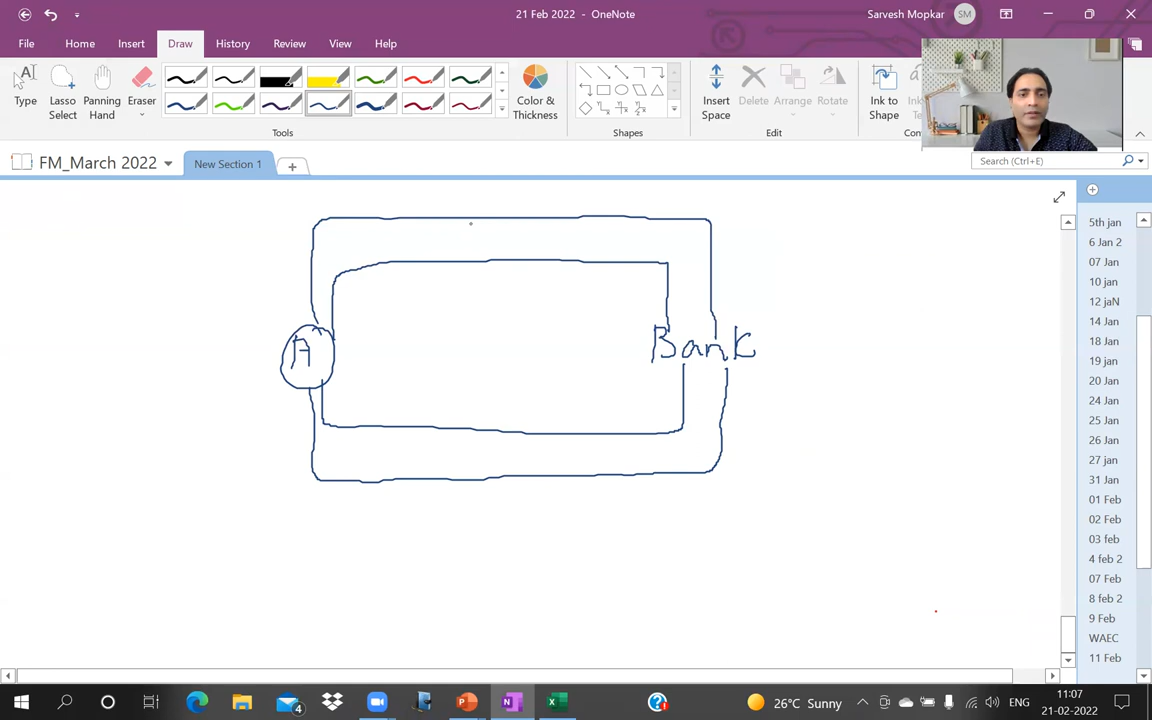 21 Feb 2022 - OneNote
Sarvesh Mopkar SM
File Home Insert Draw History Review View Help
Type
Lasso Select
Panning Hand
Eraser
Color & Thickness
Insert Space
Delete
Arrange
Rotate
Ink to Shape
Ink
Tools
Shapes
Edit
FM_March 2022
New Section 1
Search (Ctrl+E)
A
Bank
5th jan
6 Jan 2
07 Jan
10 jan
12 jaN
14 Jan
18 Jan
19 jan
20 Jan
24 Jan
25 Jan
26 Jan
27 jan
31 Jan
01 Feb
02 Feb
03 feb
4 feb 2
07 Feb
8 feb 2
9 Feb
WAEC
11 Feb
4
26°C Sunny
ENG
11:07
21-02-2022